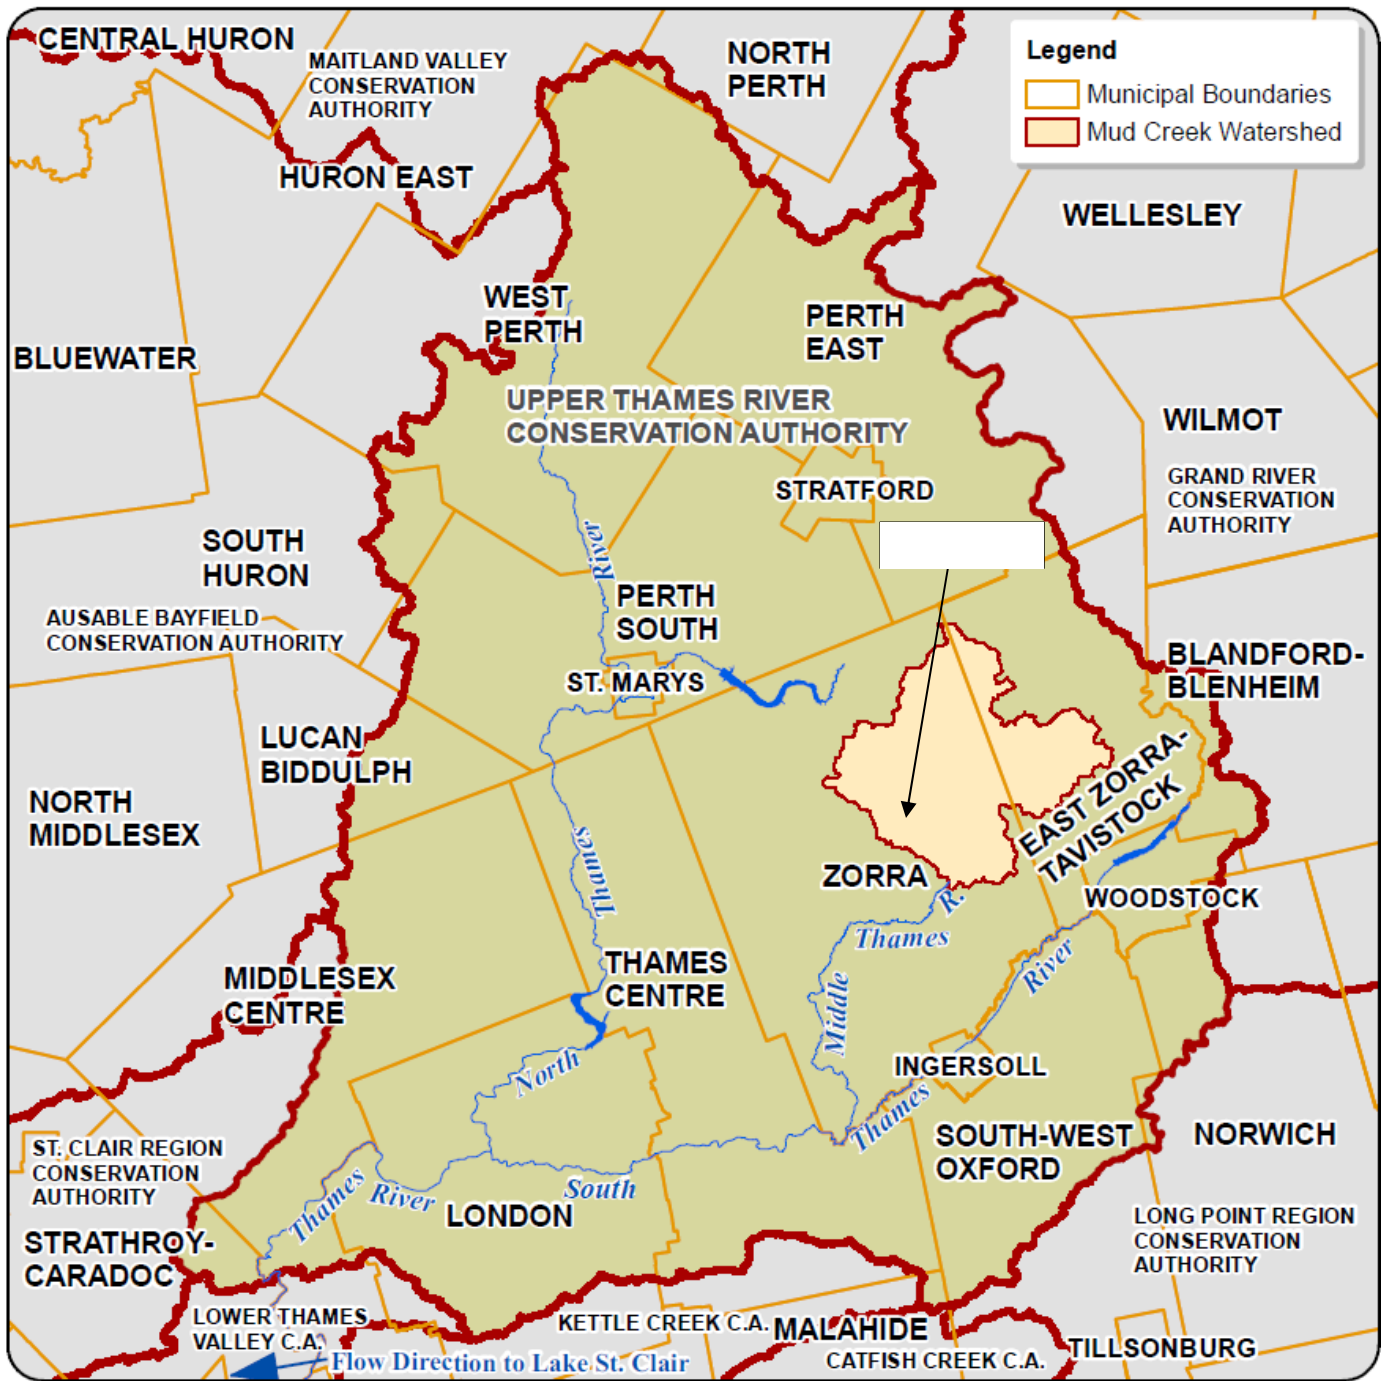 CENTRAL HURON
MAITLAND VALLEY
CONSERVATION
AUTHORITY
NORTH
PERTH
Legend
Municipal Boundaries
Mud Creek Watershed
HURON EAST
WELLESLEY
WEST
PERTH
PERTH
EAST
BLUEWATER
UPPER THAMES RIVER
CONSERVATION AUTHORITY
WILMOT
GRAND RIVER
CONSERVATION
AUTHORITY
STRATFORD
SOUTH
HURON
River
PERTH
SOUTH
AUSABLE BAYFIELD
CONSERVATION AUTHORITY
BLANDFORD-
BLENHEIM
ST. MARYS
LUCAN
BIDDULPH
NORTH
MIDDLESEX
EAST ZORRA-
TAVISTOCK
Thames
ZORRA
WOODSTOCK
R.
Thames
Middle
River
THAMES
CENTRE
MIDDLESEX
CENTRE
North
INGERSOLL
Thames
SOUTH-WEST
OXFORD
NORWICH
ST. CLAIR REGION
CONSERVATION
AUTHORITY
Thames
River
South
LONDON
LONG POINT REGION
CONSERVATION
AUTHORITY
STRATHROY-
CARADOC
LOWER THAMES
VALLEY C.A.
KETTLE CREEK C.A.
MALAHIDE
CATFISH CREEK C.A.
TILLSONBURG
Flow Direction to Lake St. Clair